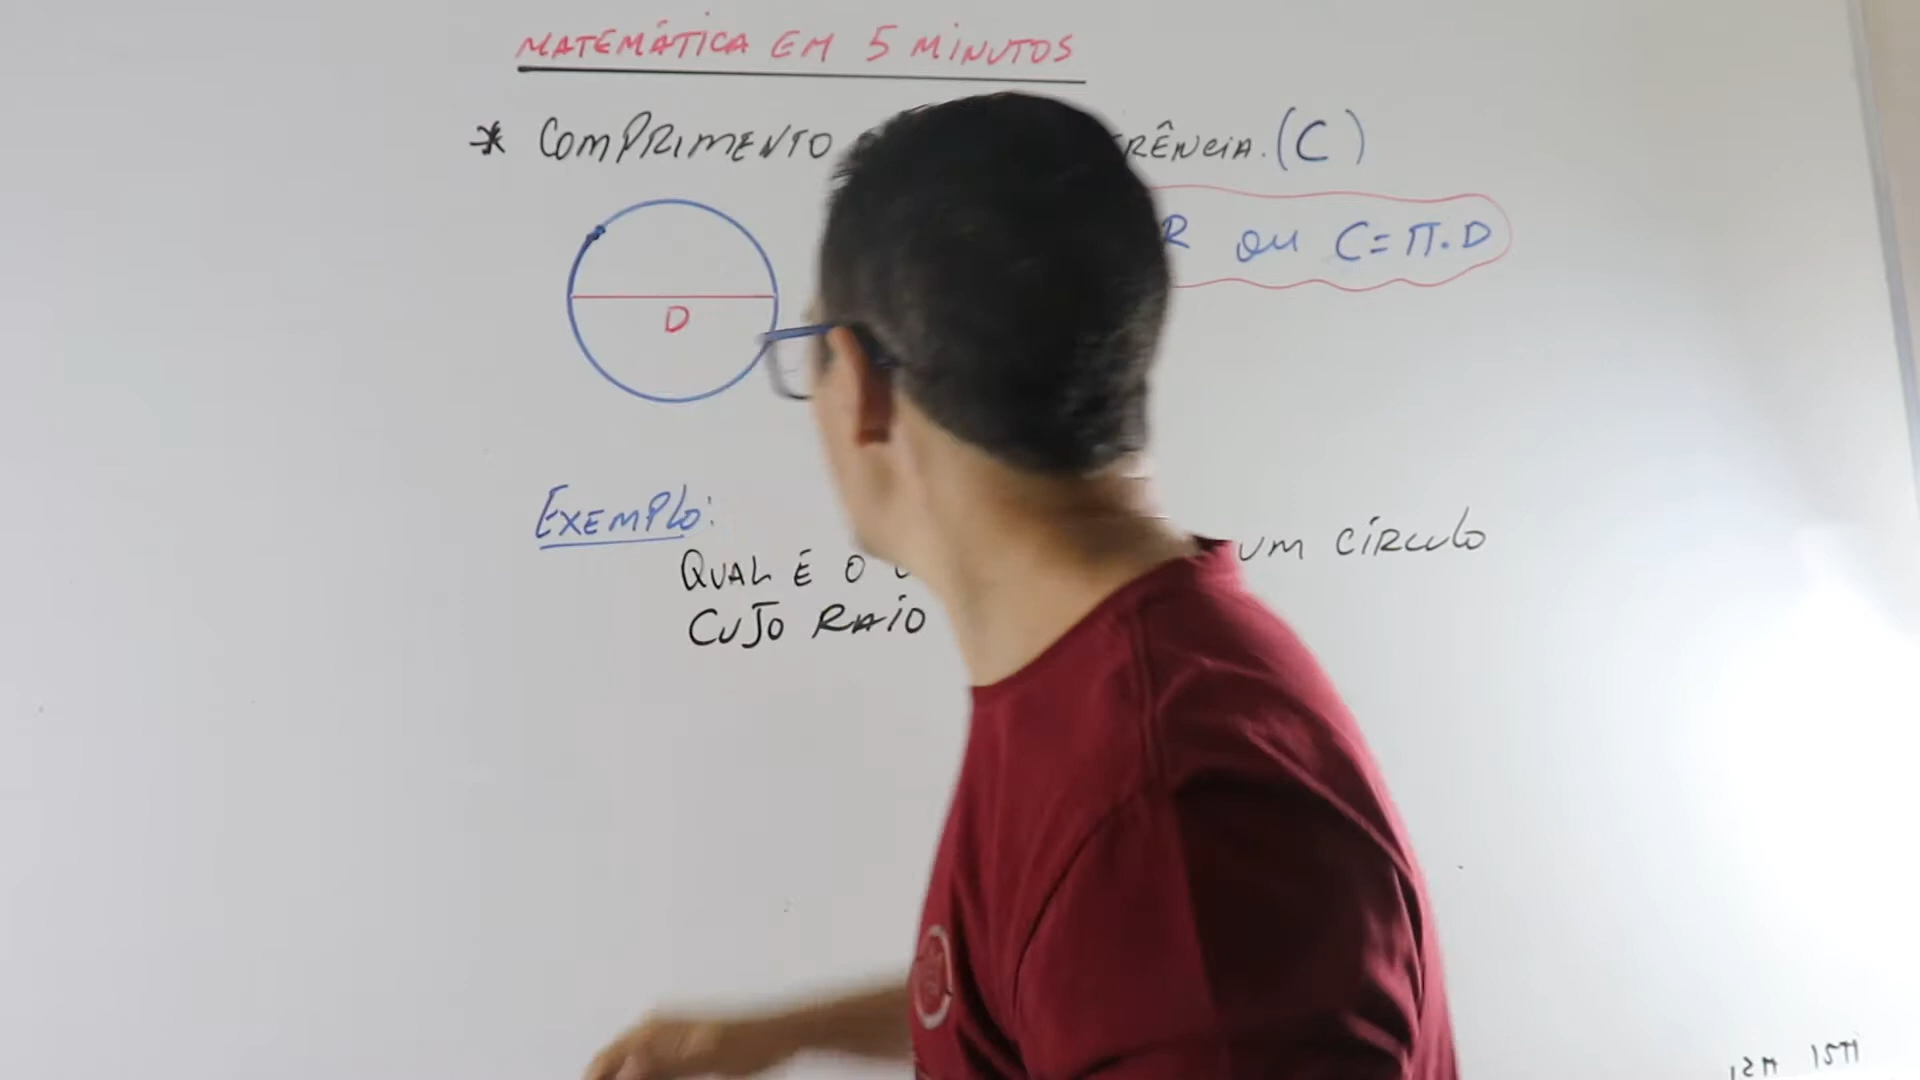 MATEMÁTICA EM 5 MINUTOS
* COMPRIMENTO RÊNCIA. (C)
R OU C = π . D
D
EXEMPLO:
QUAL É O UM CÍRCULO
CUJO RAIO